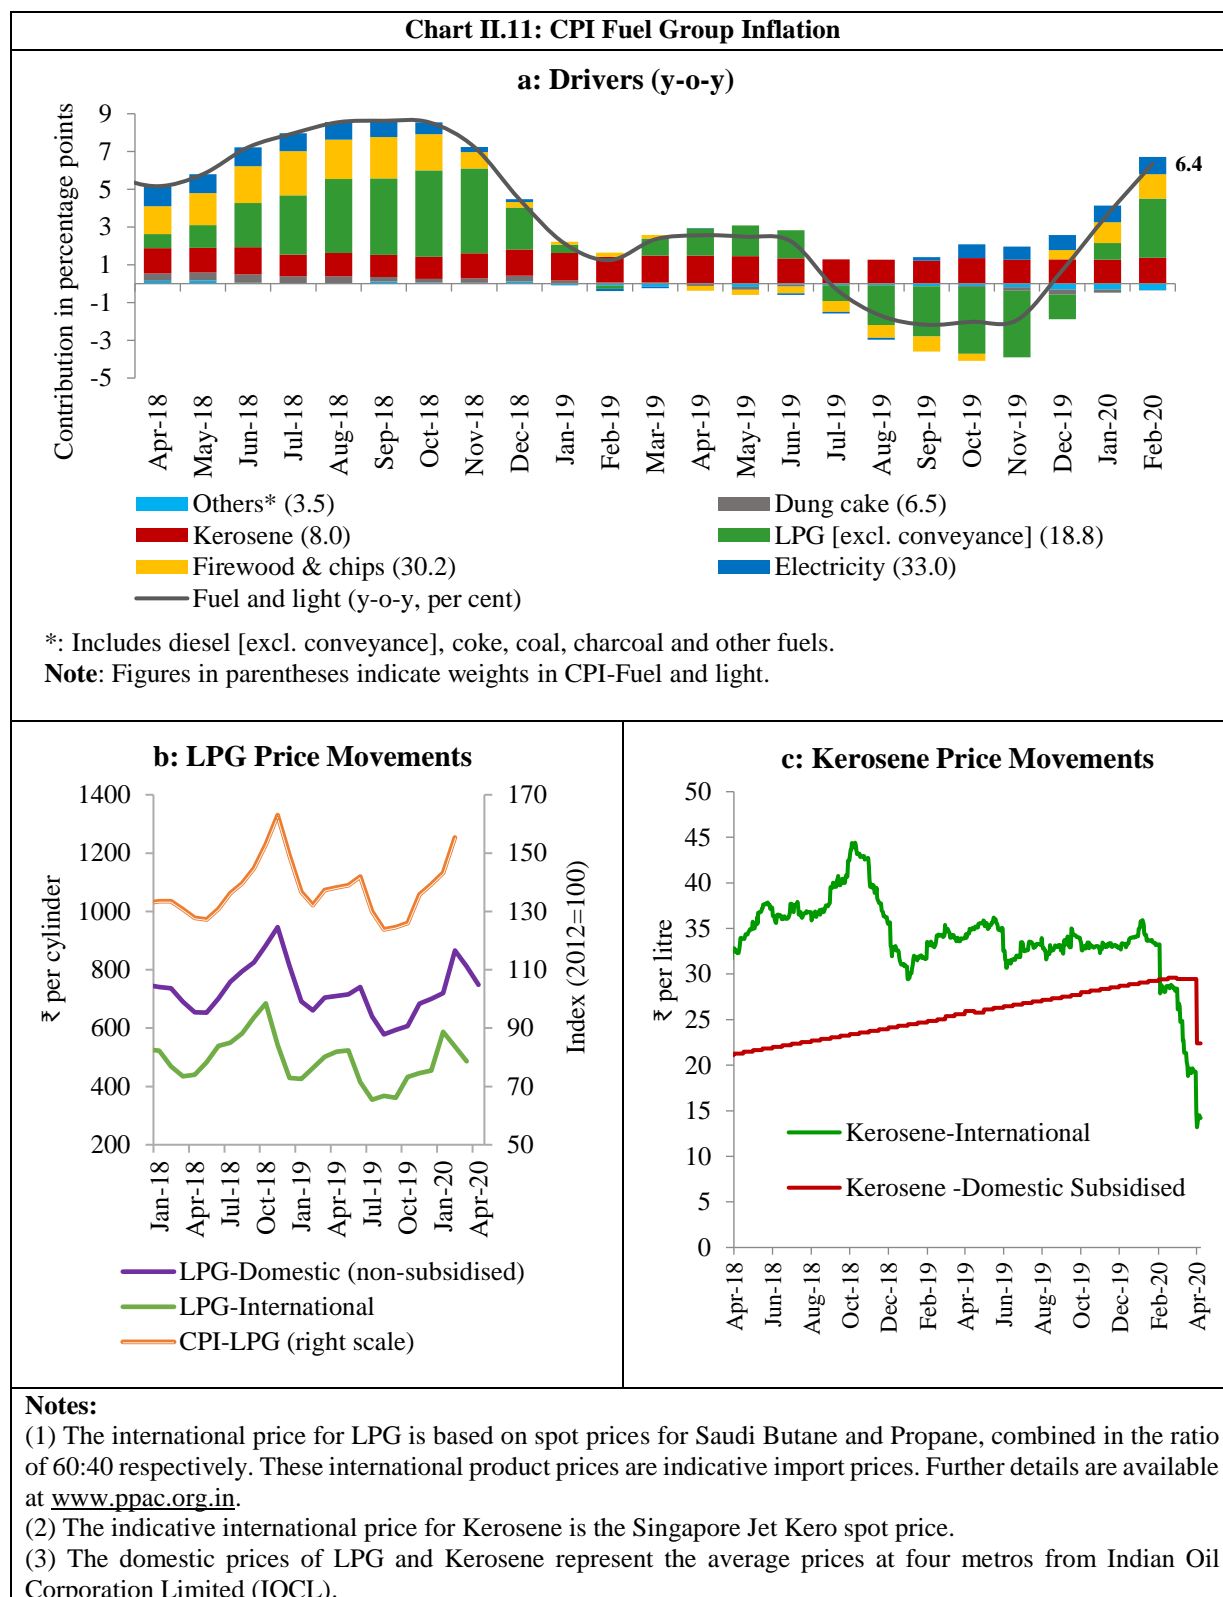 Chart II.11: CPI Fuel Group Inflation
a: Drivers (y-o-y)
Contribution in percentage points
9
7
5
3
1
-1
-3
-5
6.4
Apr-18
May-18
Jun-18
Jul-18
Aug-18
Sep-18
Oct-18
Nov-18
Dec-18
Jan-19
Feb-19
Mar-19
Apr-19
May-19
Jun-19
Jul-19
Aug-19
Sep-19
Oct-19
Nov-19
Dec-19
Jan-20
Feb-20
Others* (3.5)
Dung cake (6.5)
Kerosene (8.0)
LPG [excl. conveyance] (18.8)
Firewood & chips (30.2)
Electricity (33.0)
Fuel and light (y-o-y, per cent)
*: Includes diesel [excl. conveyance], coke, coal, charcoal and other fuels.
Note: Figures in parentheses indicate weights in CPI-Fuel and light.
b: LPG Price Movements
₹ per cylinder
1400
1200
1000
800
600
400
200
170
150
130
110
90
70
50
Index (2012=100)
Jan-18
Apr-18
Jul-18
Oct-18
Jan-19
Apr-19
Jul-19
Oct-19
Jan-20
Apr-20
LPG-Domestic (non-subsidised)
LPG-International
CPI-LPG (right scale)
c: Kerosene Price Movements
₹ per litre
50
45
40
35
30
25
20
15
10
5
0
Kerosene-International
Kerosene -Domestic Subsidised
Apr-18
Jun-18
Aug-18
Oct-18
Dec-18
Feb-19
Apr-19
Jun-19
Aug-19
Oct-19
Dec-19
Feb-20
Apr-20
Notes:
(1) The international price for LPG is based on spot prices for Saudi Butane and Propane, combined in the ratio
of 60:40 respectively. These international product prices are indicative import prices. Further details are available
at www.ppac.org.in.
(2) The indicative international price for Kerosene is the Singapore Jet Kero spot price.
(3) The domestic prices of LPG and Kerosene represent the average prices at four metros from Indian Oil
Corporation Limited (IOCL).